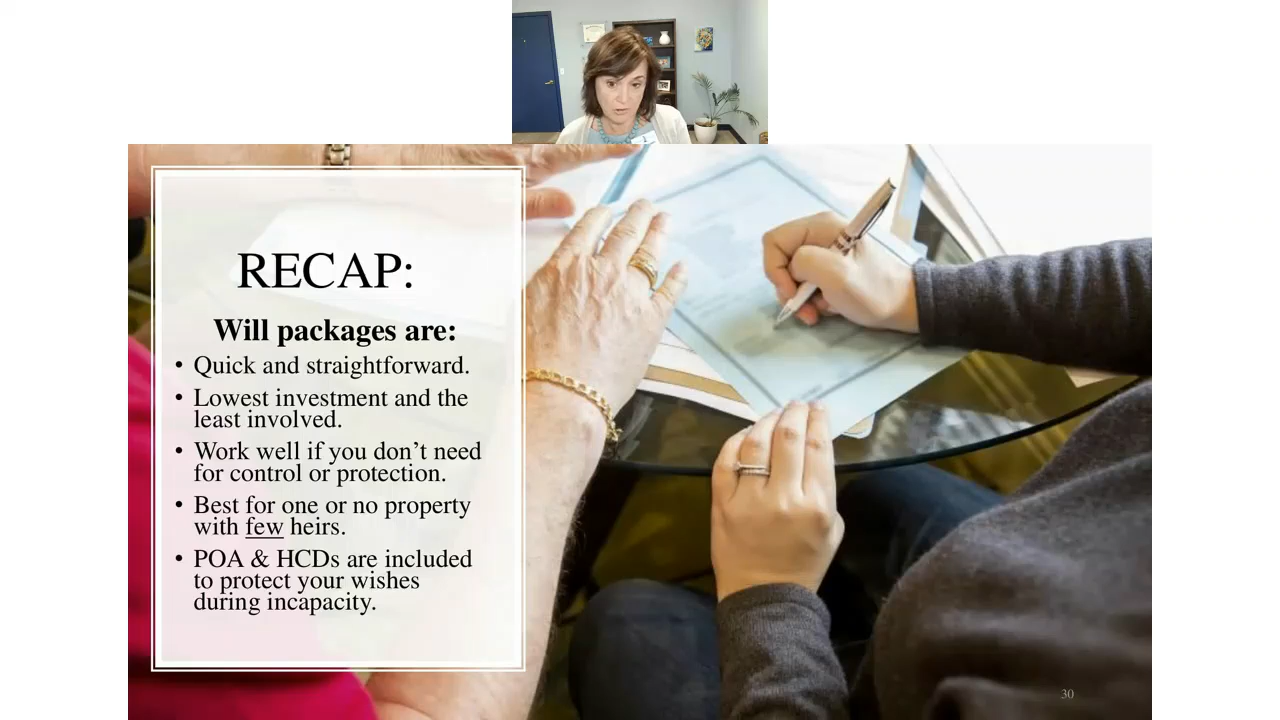 RECAP:
Will packages are:
• Quick and straightforward.
• Lowest investment and the
least involved.
• Work well if you don’t need
for control or protection.
• Best for one or no property
with few heirs.
• POA & HCDs are included
to protect your wishes
during incapacity.
30